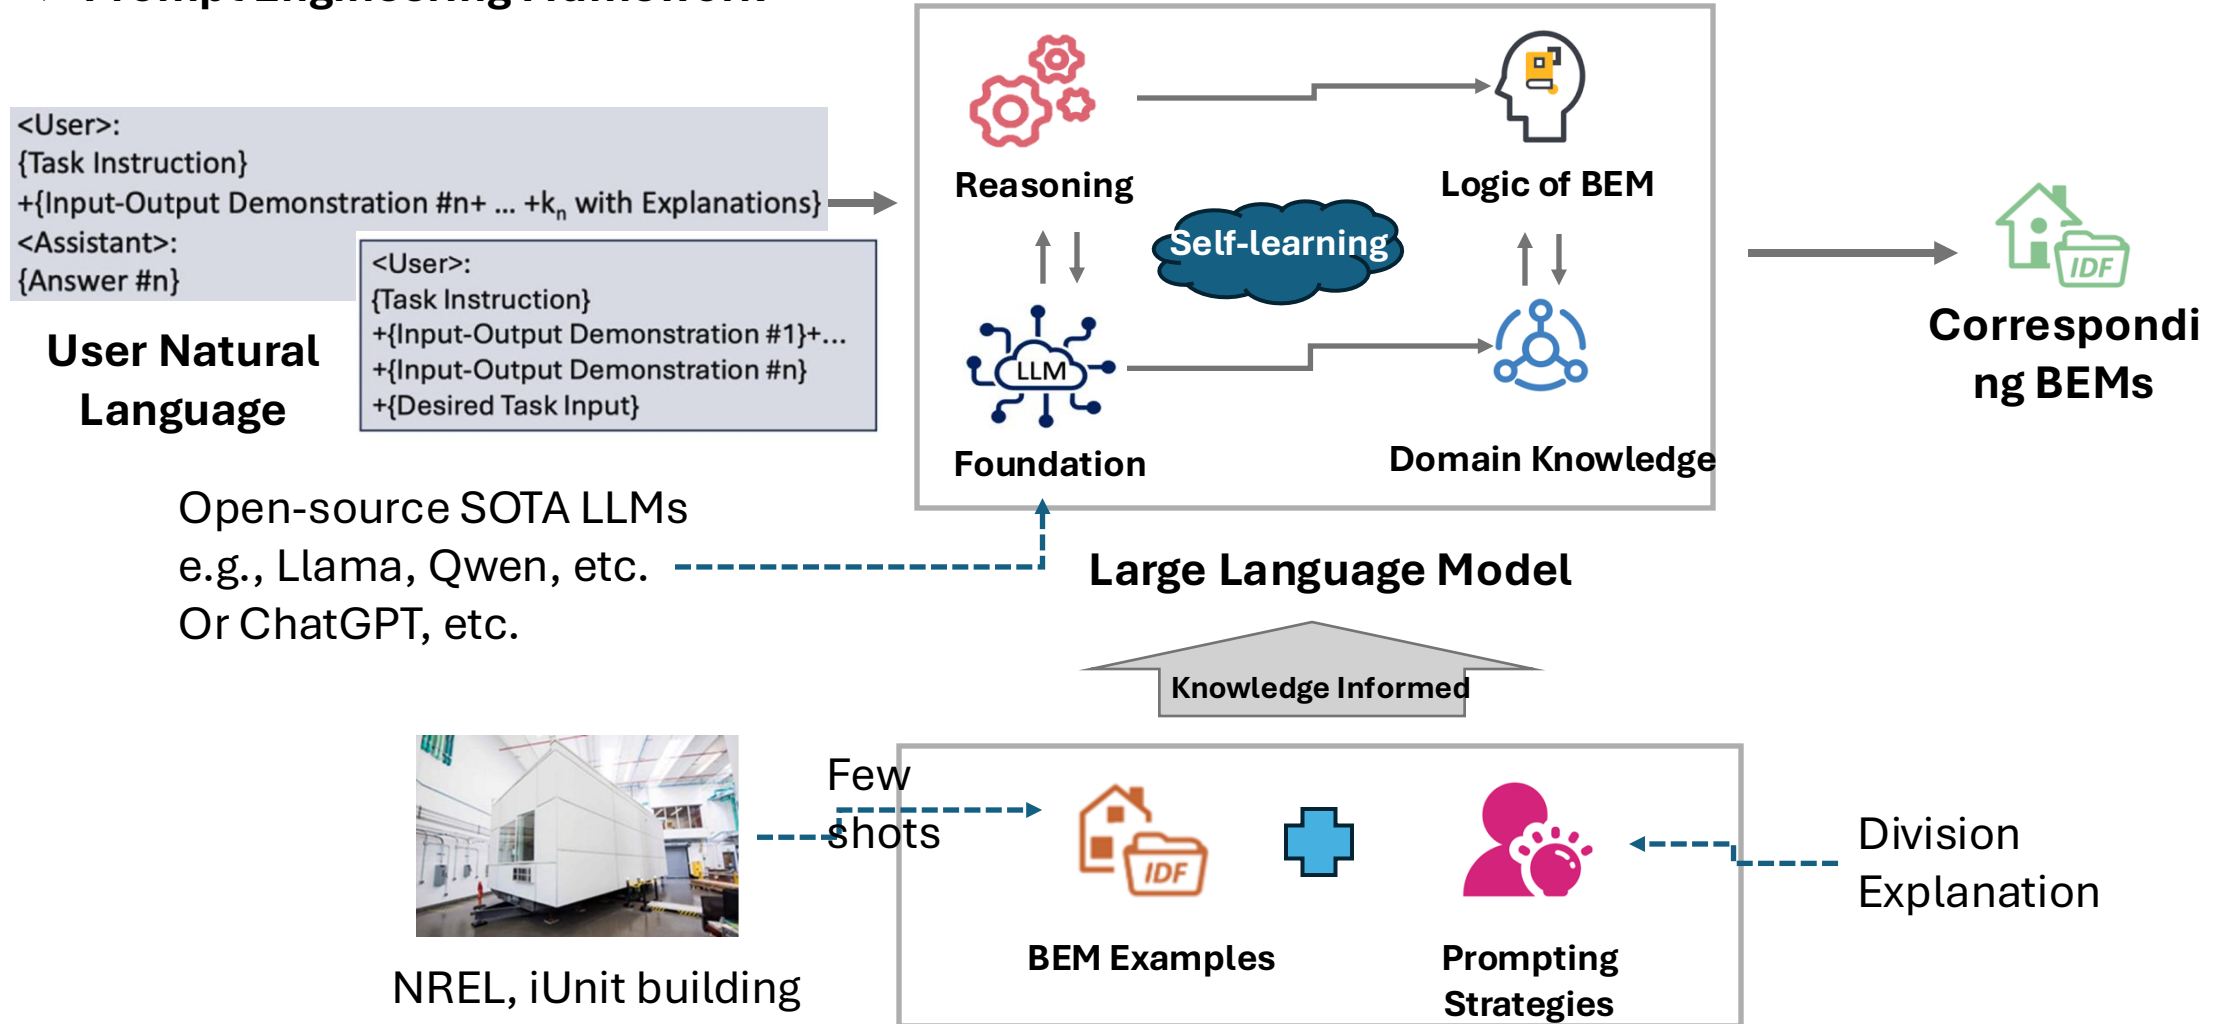 Prompt Engineering Framework
<User>:
{Task Instruction}
+{Input-Output Demonstration #n+ ... +kₙ with Explanations}
<Assistant>:
{Answer #n}
<User>:
{Task Instruction}
+{Input-Output Demonstration #1}+...
+{Input-Output Demonstration #n}
+{Desired Task Input}
User Natural
Language
Reasoning
Logic of BEM
Self-learning
LLM
Foundation
Domain Knowledge
IDF
Correspondi
ng BEMs
Open-source SOTA LLMs
e.g., Llama, Qwen, etc.
Or ChatGPT, etc.
Large Language Model
Knowledge Informed
Few
shots
IDF
BEM Examples
Prompting
Strategies
Division
Explanation
NREL, iUnit building